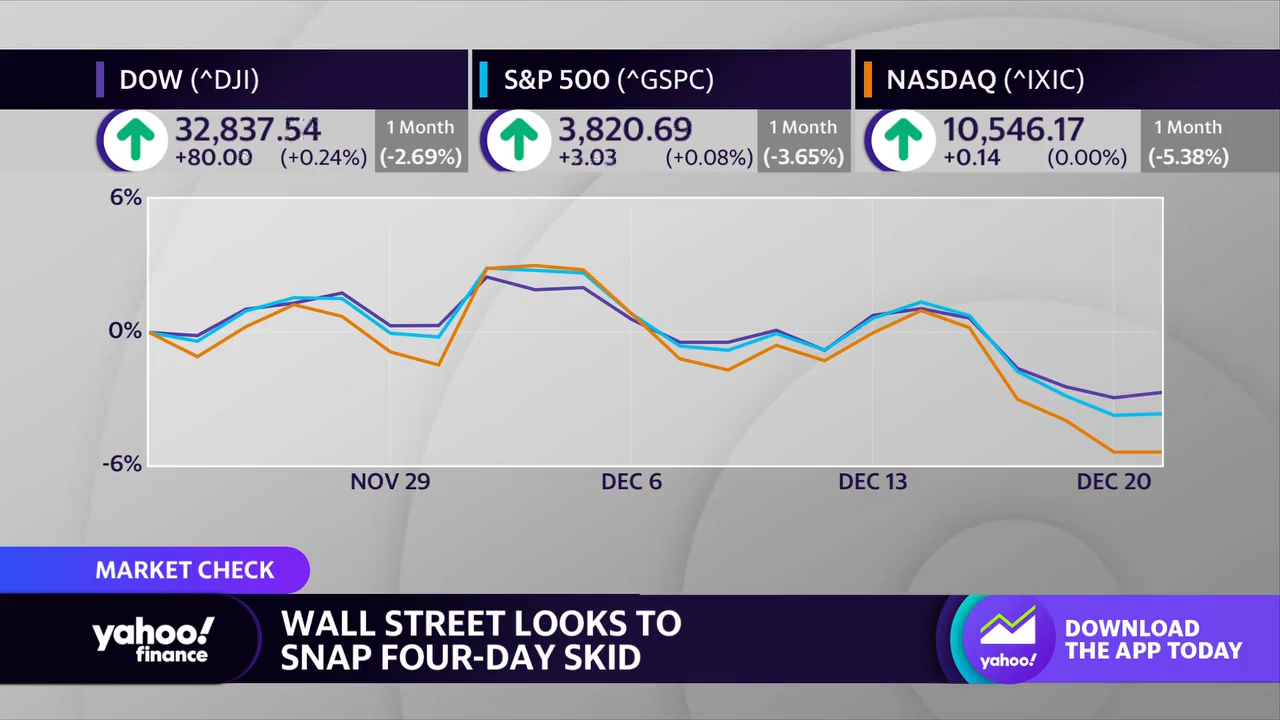 DOW (^DJI)
S&P 500 (^GSPC)
NASDAQ (^IXIC)
32,837.54
+80.00 (+0.24%)
1 Month
(-2.69%)
3,820.69
+3.03 (+0.08%)
1 Month
(-3.65%)
10,546.17
+0.14 (0.00%)
1 Month
(-5.38%)
6%
0%
-6%
NOV 29
DEC 6
DEC 13
DEC 20
MARKET CHECK
yahoo!
finance
WALL STREET LOOKS TO
SNAP FOUR-DAY SKID
yahoo!
DOWNLOAD
THE APP TODAY